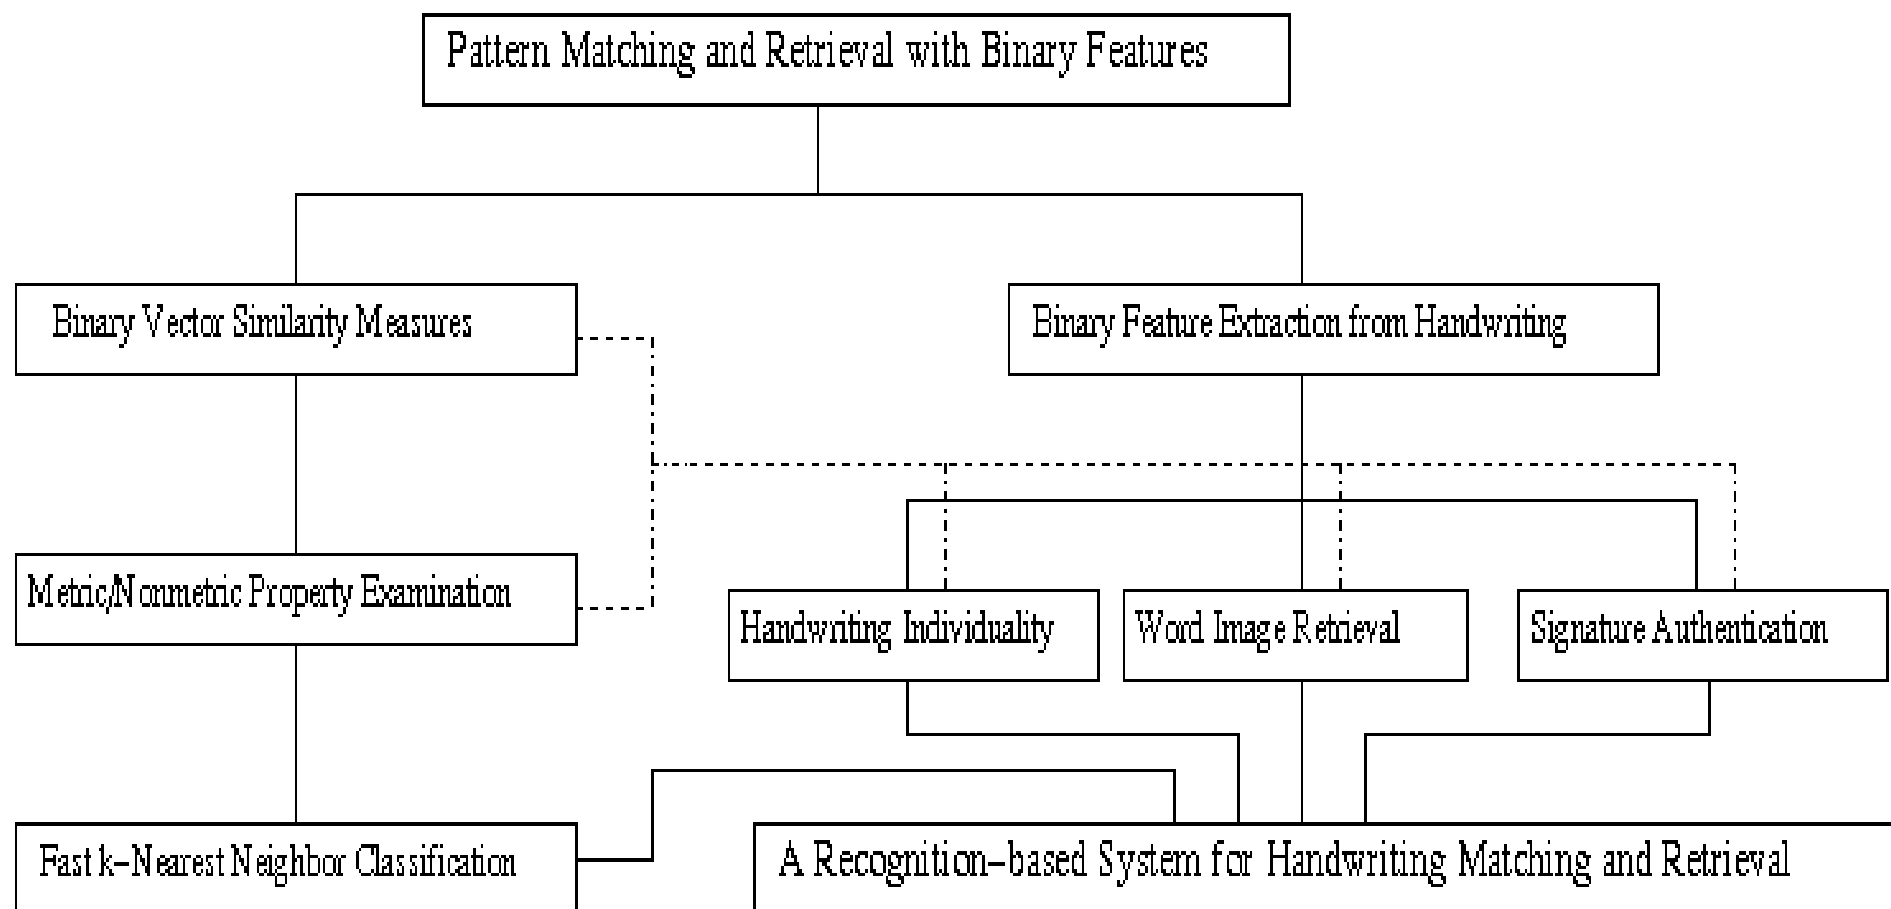 Pattern Matching and Retrieval with Binary Features
Binary Vector Similarity Measures
Binary Feature Extraction from Handwriting
Metric/Nonmetric Property Examination
Handwriting Individuality
Word Image Retrieval
Signature Authentication
Fast k–Nearest Neighbor Classification
A Recognition–based System for Handwriting Matching and Retrieval